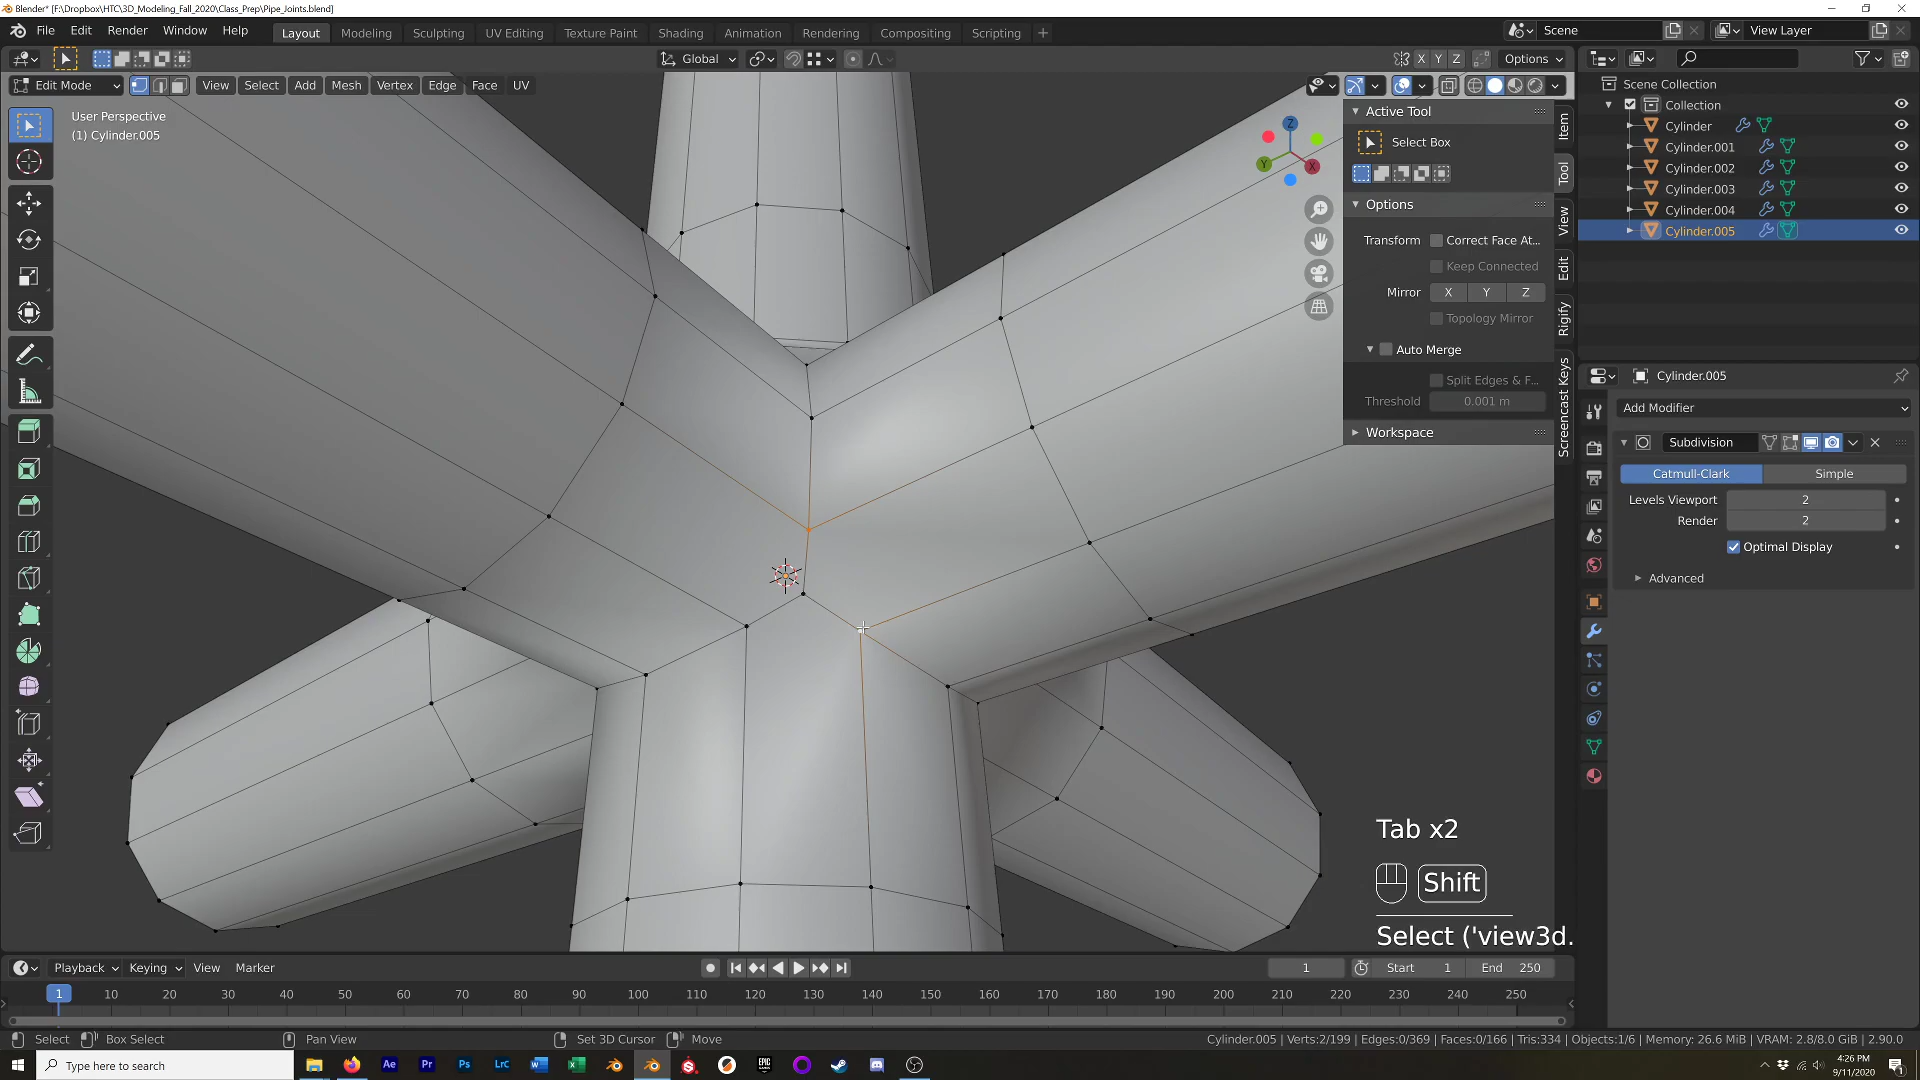 Blender* [F:\Dropbox\HTC\3D_Modeling_Fall_2020\Class_Prep\Pipe_Joints.blend]
File Edit Render Window Help Layout Modeling Sculpting UV Editing Texture Paint Shading Animation Rendering Compositing Scripting Scene View Layer
Global X Y Z Options
Edit Mode View Select Add Mesh Vertex Edge Face UV
User Perspective
(1) Cylinder.005
Z
Y
X
Active Tool
Select Box
Options
Transform Correct Face At...
Keep Connected
Mirror X Y Z
Topology Mirror
Auto Merge
Split Edges & F...
Threshold 0.001 m
Workspace
Item
Tool
View
Edit
Rigify
Screencast Keys
Scene Collection
Collection
Cylinder
Cylinder.001
Cylinder.002
Cylinder.003
Cylinder.004
Cylinder.005
Cylinder.005
Add Modifier
Subdivision
Catmull-Clark Simple
Levels Viewport 2
Render 2
Optimal Display
Advanced
Tab x2
Shift
Select ('view3d.
Playback Keying View Marker 1 Start 1 End 250
1 10 20 30 40 50 60 70 80 90 100 110 120 130 140 150 160 170 180 190 200 210 220 230 240 250
Select Box Select Pan View Set 3D Cursor Move Cylinder.005 | Verts:2/199 | Edges:0/369 | Faces:0/166 | Tris:334 | Objects:1/6 | Memory: 26.6 MiB | VRAM: 2.8/8.0 GiB | 2.90.0
Type here to search Ae Pr Ps Lrc 4:26 PM
9/11/2020